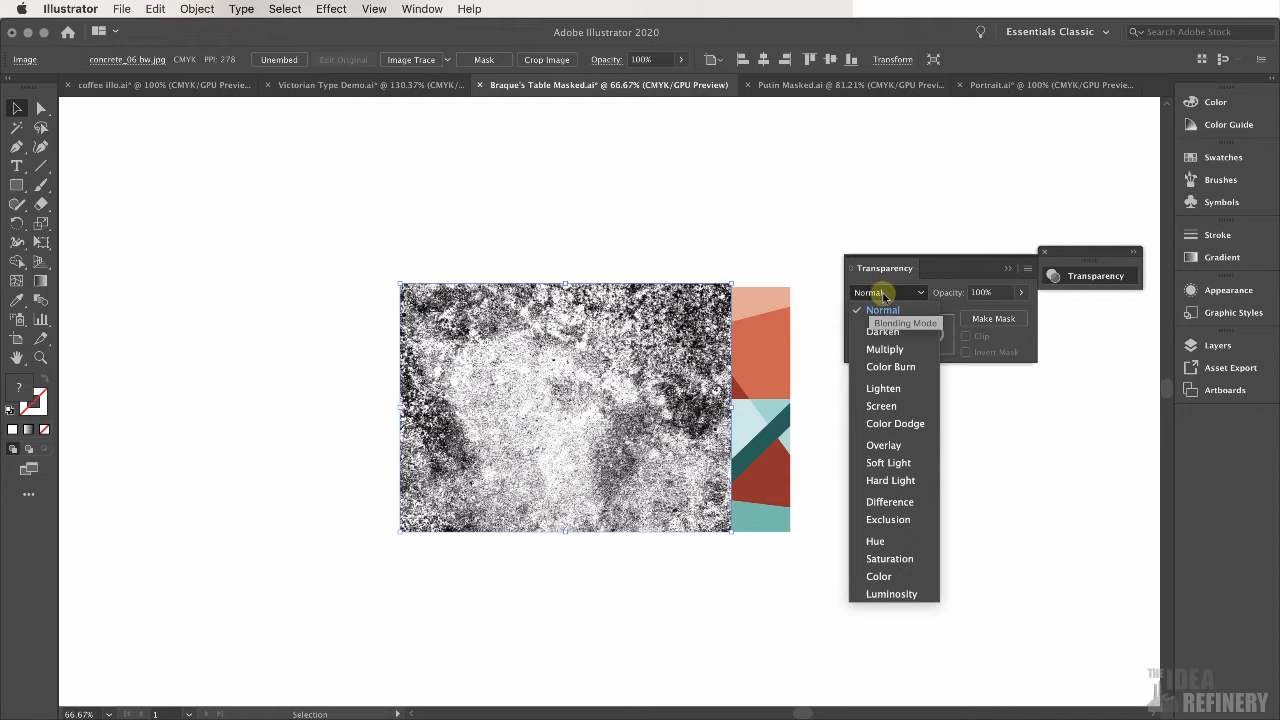 Illustrator File Edit Object Type Select Effect View Window Help
Adobe Illustrator 2020
Essentials Classic
Search Adobe Stock
Image concrete_06 bw.jpg CMYK PPI: 278 Unembed Edit Original Image Trace Mask Crop Image Opacity: 100% Transform
coffee illo.ai* @ 100% (CMYK/GPU Previe... Victorian Type Demo.ai* @ 130.37% (CMYK/... Braque's Table Masked.ai* @ 66.67% (CMYK/GPU Preview) Putin Masked.ai @ 81.21% (CMYK/GPU Previ... Portrait.ai* @ 100% (CMYK/GPU Previe...
Color
Color Guide
Swatches
Brushes
Symbols
Stroke
Gradient
Appearance
Graphic Styles
Layers
Asset Export
Artboards
Transparency
Transparency
Normal Opacity: 100%
Make Mask
Clip
Invert Mask
Normal
Blending Mode
Darken
Multiply
Color Burn
Lighten
Screen
Color Dodge
Overlay
Soft Light
Hard Light
Difference
Exclusion
Hue
Saturation
Color
Luminosity
?
66.67% 1 Selection
THE IDEA
REFINERY